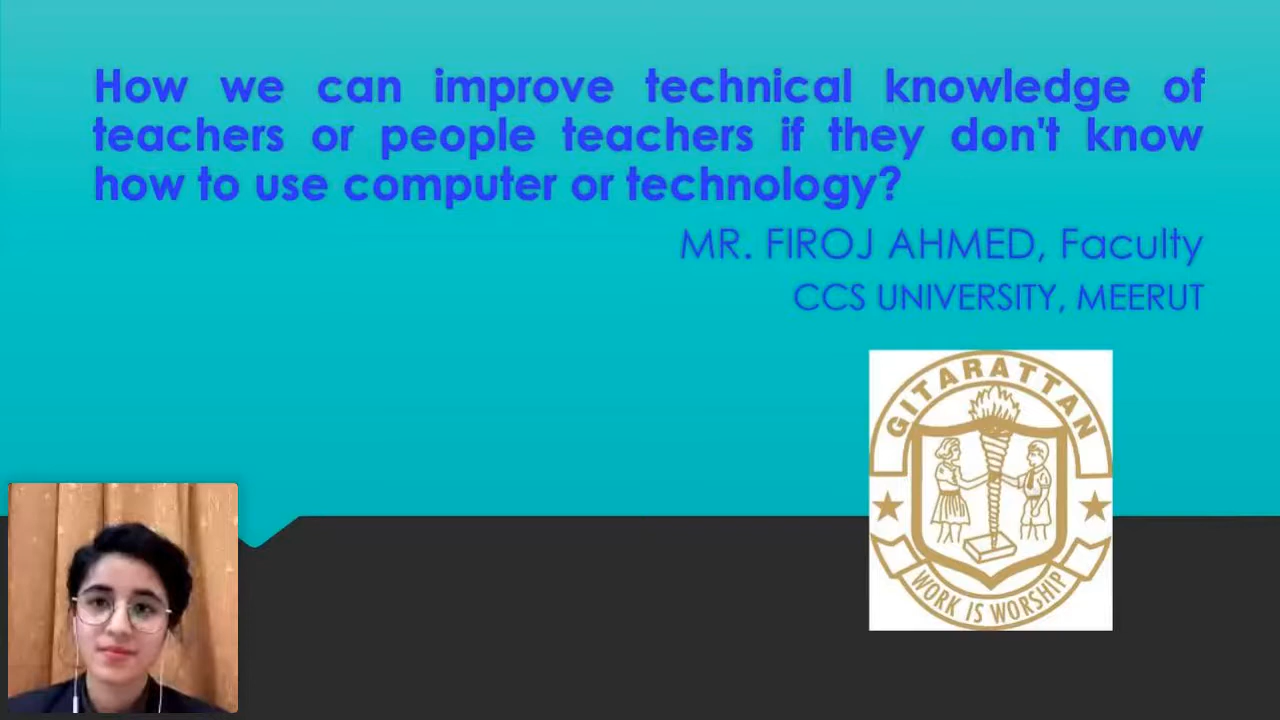 How we can improve technical knowledge of
teachers or people teachers if they don't know
how to use computer or technology?
MR. FIROJ AHMED, Faculty
CCS UNIVERSITY, MEERUT
GITARATTAN
WORK IS WORSHIP